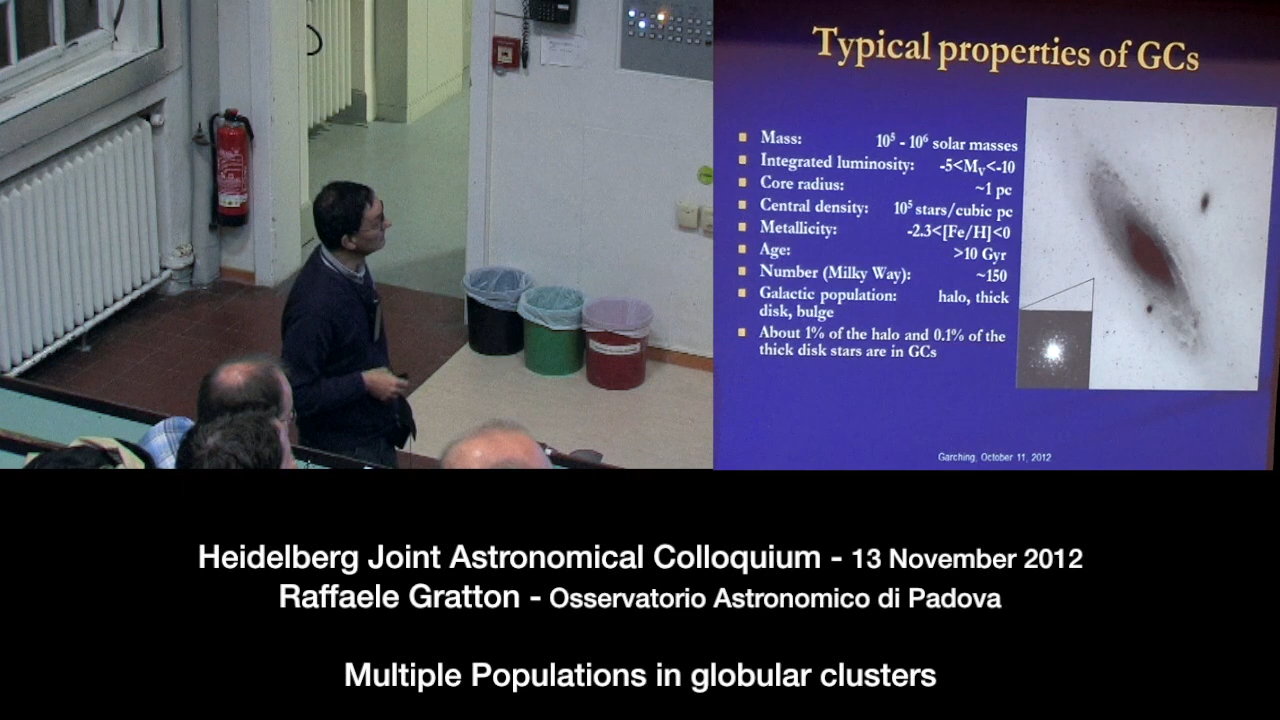 Typical properties of GCs
Mass: 10⁵ - 10⁶ solar masses
Integrated luminosity: -5<Mᵥ<-10
Core radius: ~1 pc
Central density: 10⁵ stars/cubic pc
Metallicity: -2.3<[Fe/H]<0
Age: >10 Gyr
Number (Milky Way): ~150
Galactic population: halo, thick
disk, bulge
About 1% of the halo and 0.1% of the
thick disk stars are in GCs
Garching, October 11, 2012
Heidelberg Joint Astronomical Colloquium - 13 November 2012
Raffaele Gratton - Osservatorio Astronomico di Padova
Multiple Populations in globular clusters